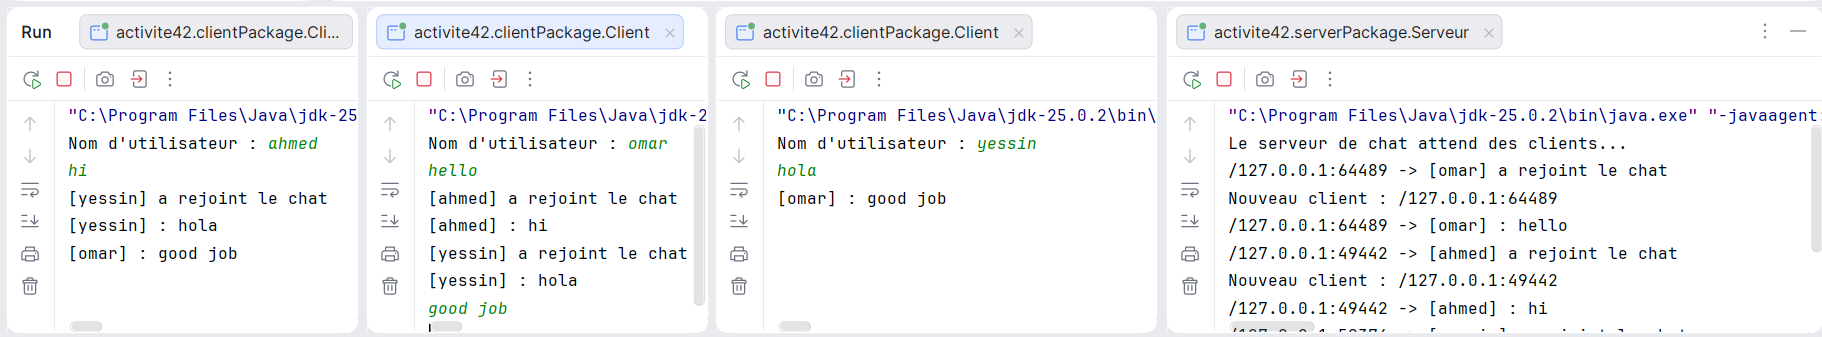 Run
activite42.clientPackage.Cli...
"C:\Program Files\Java\jdk-25
Nom d'utilisateur : ahmed
hi
[yessin] a rejoint le chat
[yessin] : hola
[omar] : good job
activite42.clientPackage.Client
"C:\Program Files\Java\jdk-2
Nom d'utilisateur : omar
hello
[ahmed] a rejoint le chat
[ahmed] : hi
[yessin] a rejoint le chat
[yessin] : hola
good job
activite42.clientPackage.Client
"C:\Program Files\Java\jdk-25.0.2\bin\
Nom d'utilisateur : yessin
hola
[omar] : good job
activite42.serverPackage.Serveur
"C:\Program Files\Java\jdk-25.0.2\bin\java.exe" "-javaagent:
Le serveur de chat attend des clients...
/127.0.0.1:64489 -> [omar] a rejoint le chat
Nouveau client : /127.0.0.1:64489
/127.0.0.1:64489 -> [omar] : hello
/127.0.0.1:49442 -> [ahmed] a rejoint le chat
Nouveau client : /127.0.0.1:49442
/127.0.0.1:49442 -> [ahmed] : hi